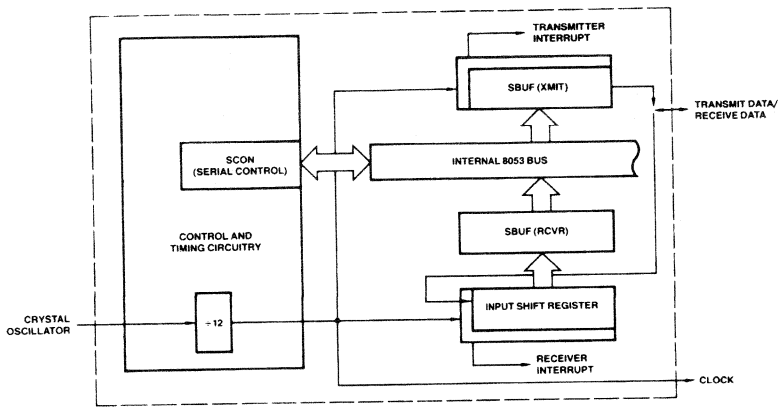 TRANSMITTER
INTERRUPT
SBUF (XMIT)
TRANSMIT DATA/
RECEIVE DATA
SCON
(SERIAL CONTROL)
INTERNAL 8053 BUS
CONTROL AND
TIMING CIRCUITRY
SBUF (RCVR)
CRYSTAL
OSCILLATOR
÷12
INPUT SHIFT REGISTER
RECEIVER
INTERRUPT
CLOCK